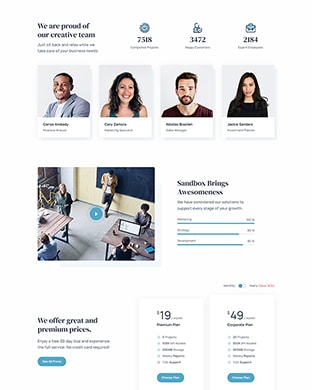 We are proud of
our creative team
Just sit back and relax while we
take care of your business needs.
7518
Completed Projects
3472
Happy Customers
2184
Expert Employees
Carlos Ambady
Financial Analyst
Cory Zamora
Marketing Specialist
Nikolas Brooten
Sales Manager
Jackie Sanders
Investment Planner
Sandbox Brings
Awesomeness
We have considered our solutions to
support every stage of your growth.
Marketing
100 %
Strategy
80 %
Development
85 %
Monthly
Yearly (Save 30%)
We offer great and
premium prices.
Enjoy a free 30-day trial and experience
the full service. No credit card required!
See All Prices
$19 / month
Premium Plan
5 Projects
100K API Access
200MB Storage
Weekly Reports
7/24 Support
Choose Plan
$49 / month
Corporate Plan
20 Projects
300K API Access
500MB Storage
Weekly Reports
7/24 Support
Choose Plan